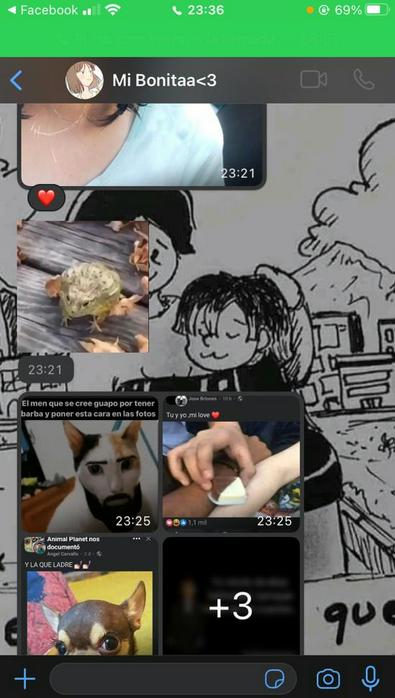 Facebook
23:36
69%
Mi Bonitaa<3
23:21
23:21
El men que se cree guapo por tener
barba y poner esta cara en las fotos
23:25
Jose Briones · 10 h ·
Tu y yo ,mi love
1,1 mil
23:25
Animal Planet nos
documentó
Angel Carvallo · 2 d ·
Y LA QUE LADRE
+3
que